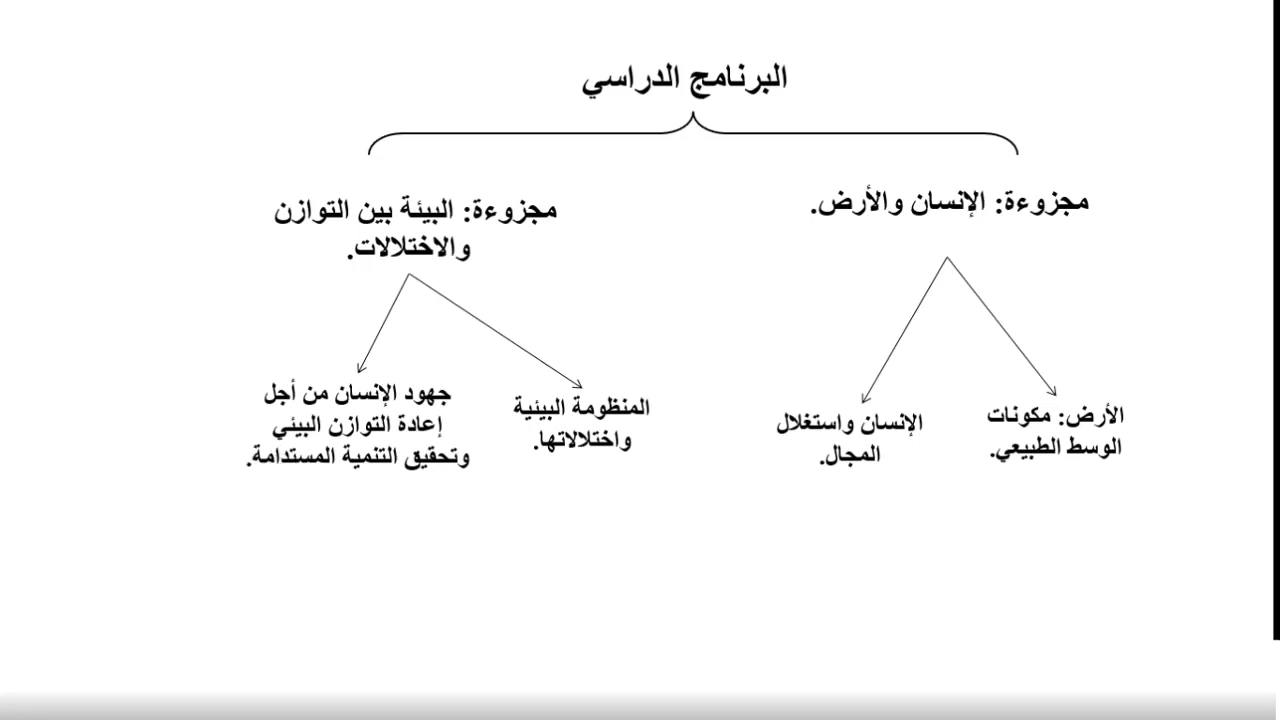 البرنامج الدراسي
مجزوءة: الإنسان والأرض.
مجزوءة: البيئة بين التوازن
والاختلالات.
الأرض: مكونات
الوسط الطبيعي.
الإنسان واستغلال
المجال.
المنظومة البيئية
واختلالاتها.
جهود الإنسان من أجل
إعادة التوازن البيئي
وتحقيق التنمية المستدامة.